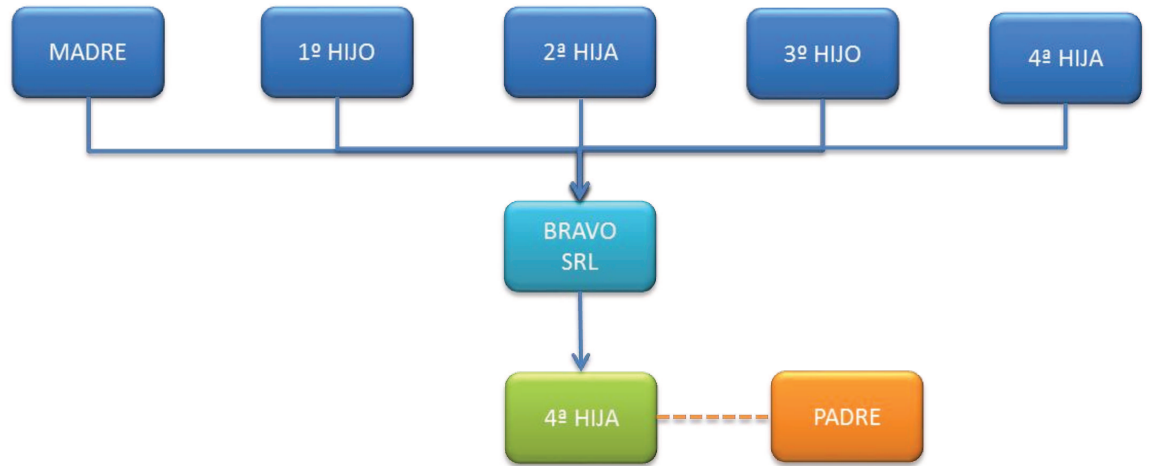 MADRE
1º HIJO
2ª HIJA
3º HIJO
4ª HIJA
BRAVO
SRL
4ª HIJA
PADRE